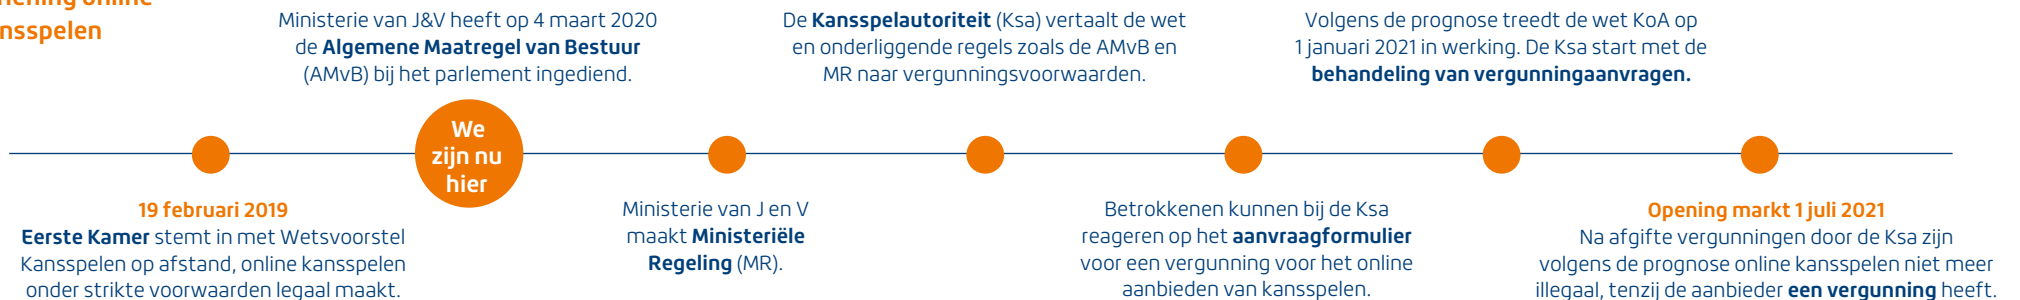 nsspelen
Ministerie van J&V heeft op 4 maart 2020
de Algemene Maatregel van Bestuur
(AMvB) bij het parlement ingediend.
De Kansspelautoriteit (Ksa) vertaalt de wet
en onderliggende regels zoals de AMvB en
MR naar vergunningsvoorwaarden.
Volgens de prognose treedt de wet KoA op
1 januari 2021 in werking. De Ksa start met de
behandeling van vergunningaanvragen.
We
zijn nu
hier
19 februari 2019
Eerste Kamer stemt in met Wetsvoorstel
Kansspelen op afstand, online kansspelen
onder strikte voorwaarden legaal maakt.
Ministerie van J en V
maakt Ministeriële
Regeling (MR).
Betrokkenen kunnen bij de Ksa
reageren op het aanvraagformulier
voor een vergunning voor het online
aanbieden van kansspelen.
Opening markt 1 juli 2021
Na afgifte vergunningen door de Ksa zijn
volgens de prognose online kansspelen niet meer
illegaal, tenzij de aanbieder een vergunning heeft.